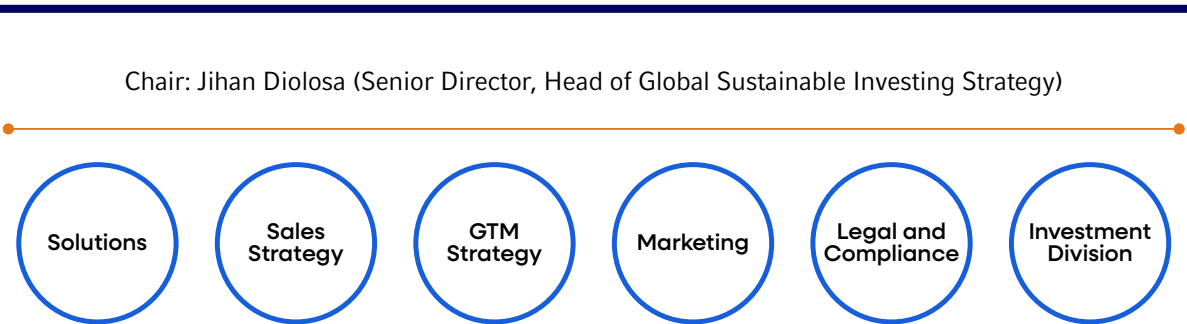 Chair: Jihan Diolosa (Senior Director, Head of Global Sustainable Investing Strategy)
Solutions
Sales
Strategy
GTM
Strategy
Marketing
Legal and
Compliance
Investment
Division